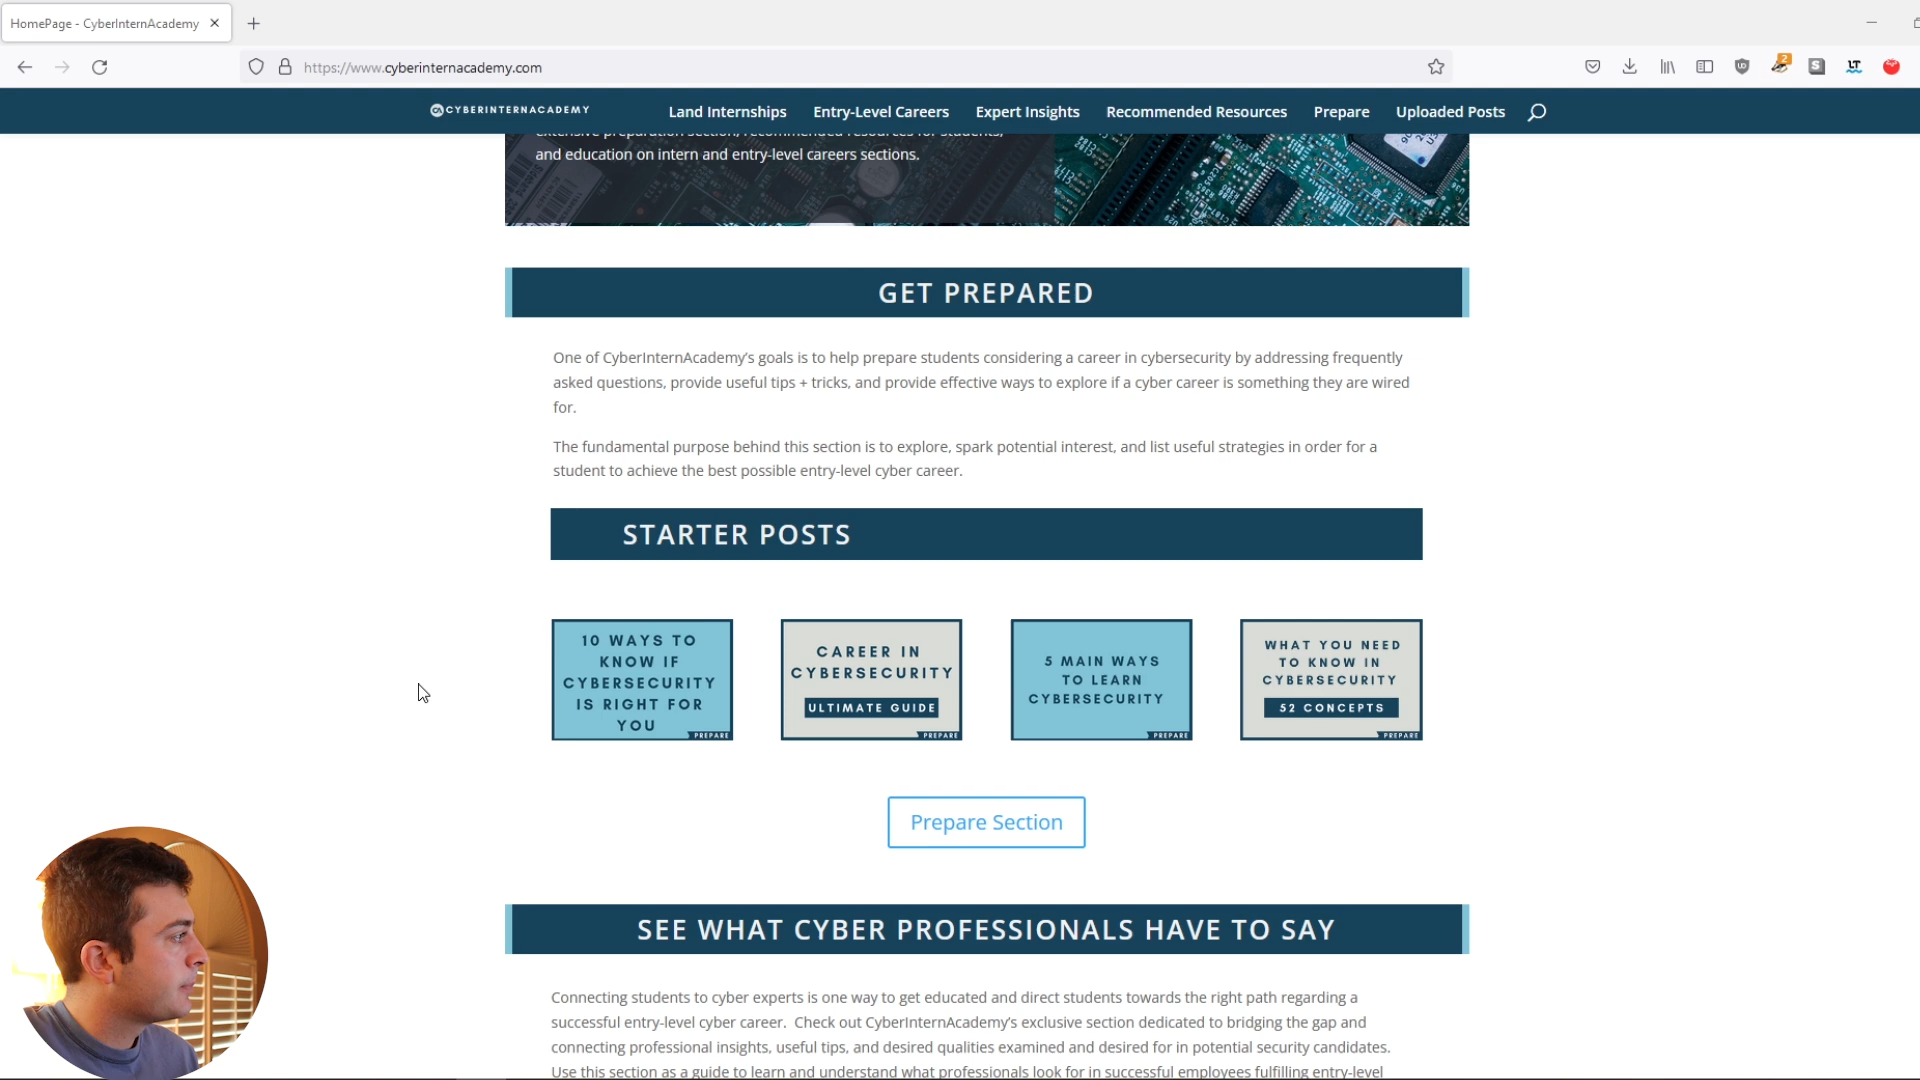 HomePage - CyberInternAcademy
https://www.cyberinternacademy.com
2
S
LT
CYBERINTERNACADEMY
Land Internships
Entry-Level Careers
Expert Insights
Recommended Resources
Prepare
Uploaded Posts
extensive preparation section, recommended resources for students,
and education on intern and entry-level careers sections.
GET PREPARED
One of CyberInternAcademy's goals is to help prepare students considering a career in cybersecurity by addressing frequently
asked questions, provide useful tips + tricks, and provide effective ways to explore if a cyber career is something they are wired
for.
The fundamental purpose behind this section is to explore, spark potential interest, and list useful strategies in order for a
student to achieve the best possible entry-level cyber career.
STARTER POSTS
10 WAYS TO
KNOW IF
CYBERSECURITY
IS RIGHT FOR
YOU
PREPARE
CAREER IN
CYBERSECURITY
ULTIMATE GUIDE
PREPARE
5 MAIN WAYS
TO LEARN
CYBERSECURITY
PREPARE
WHAT YOU NEED
TO KNOW IN
CYBERSECURITY
52 CONCEPTS
PREPARE
Prepare Section
SEE WHAT CYBER PROFESSIONALS HAVE TO SAY
Connecting students to cyber experts is one way to get educated and direct students towards the right path regarding a
successful entry-level cyber career. Check out CyberInternAcademy's exclusive section dedicated to bridging the gap and
connecting professional insights, useful tips, and desired qualities examined and desired for in potential security candidates.
Use this section as a guide to learn and understand what professionals look for in successful employees fulfilling entry-level